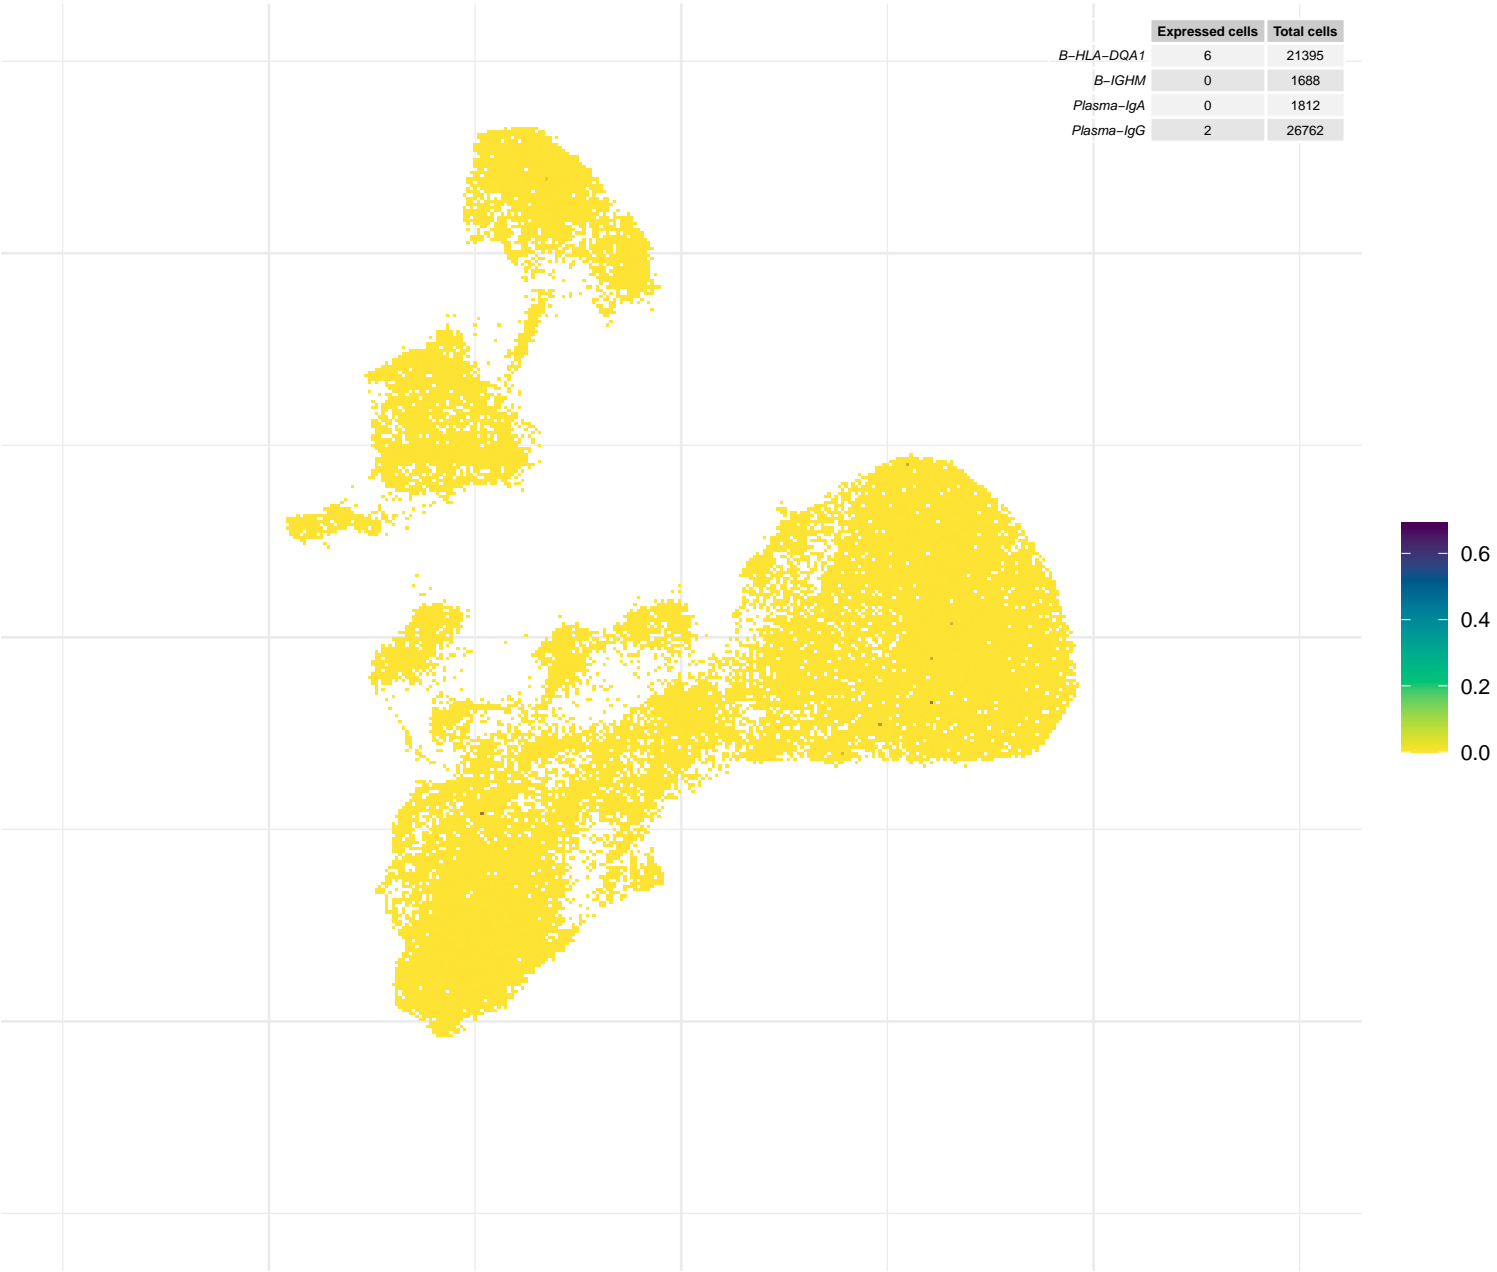 Expressed cells Total cells
B−HLA−DQA1 6 21395
B−IGHM 0 1688
Plasma−IgA 0 1812
Plasma−IgG 2 26762
0.6
0.4
0.2
0.0